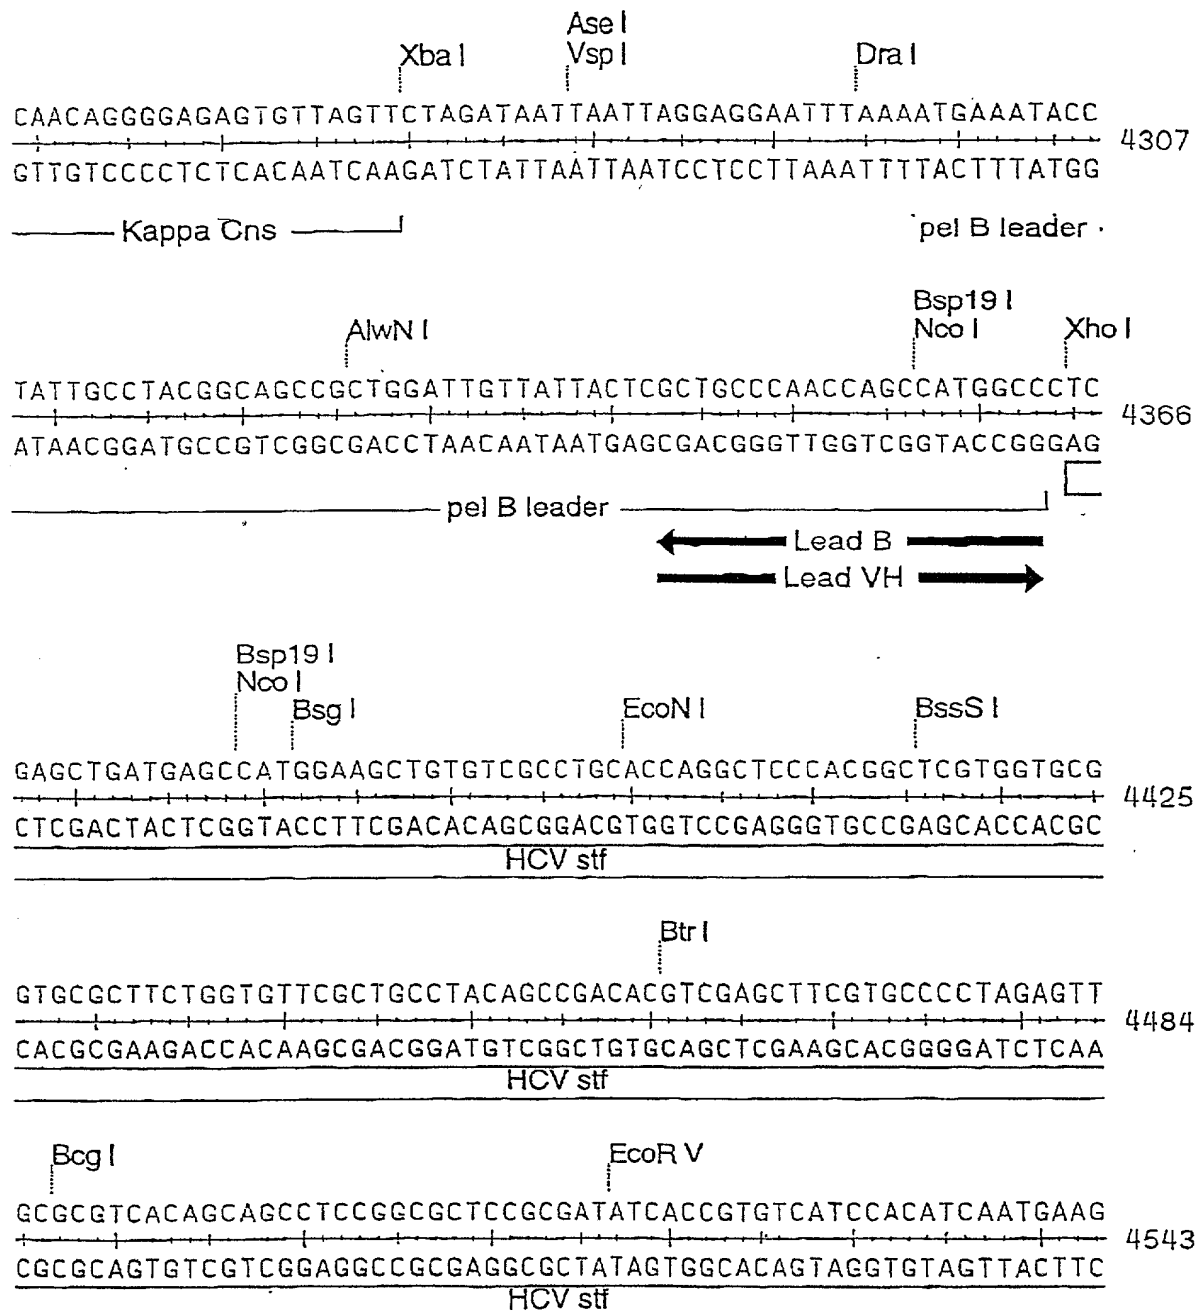 Ase I
Xba I Vsp I Dra I
CAACAGGGGAGAGTGTTAGTTCTAGATAATTAATTAGGAGGAATTTAAAATGAAATACC
4307
GTTGTCCCCTCTCACAATCAAGATCTATTAATTAATCCTCCTTAAATTTTACTTTATGG
Kappa Cns pel B leader
Bsp19 I
AlwN I Nco I Xho I
TATTGCCTACGGCAGCCGCTGGATTGTTATTACTCGCTGCCCAACCAGCCATGGCCCTC
4366
ATAACGGATGCCGTCGGCGACCTAACAATAATGAGCGACGGGTTGGTCGGTACCGGGAG
pel B leader
Lead B
Lead VH
Bsp19 I
Nco I
Bsg I EcoN I BssS I
GAGCTGATGAGCCATGGAAGCTGTGTCGCCTGCACCAGGCTCCCACGGCTCGTGGTGCG
4425
CTCGACTACTCGGTACCTTCGACACAGCGGACGTGGTCCGAGGGTGCCGAGCACCACGC
HCV stf
Btr I
GTGCGCTTCTGGTGTTCGCTGCCTACAGCCGACACGTCGAGCTTCGTGCCCCTAGAGTT
4484
CACGCGAAGACCACAAGCGACGGATGTCGGCTGTGCAGCTCGAAGCACGGGGATCTCAA
HCV stf
Bcg I EcoR V
GCGCGTCACAGCAGCCTCCGGCGCTCCGCGATATCACCGTGTCATCCACATCAATGAAG
4543
CGCGCAGTGTCGTCGGAGGCCGCGAGGCGCTATAGTGGCACAGTAGGTGTAGTTACTTC
HCV stf